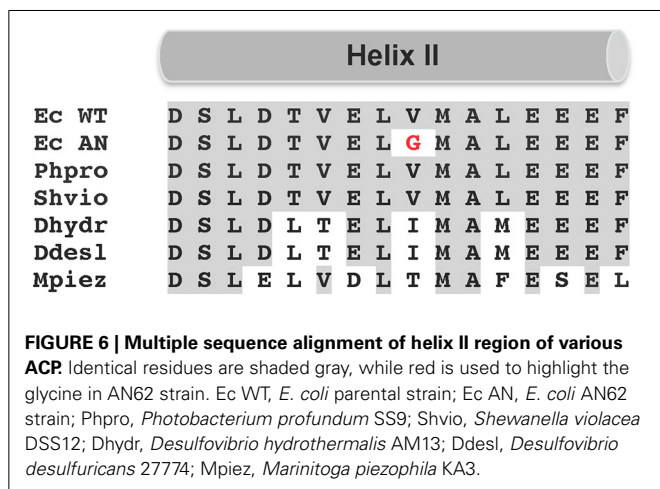 Helix II
Ec WT D S L D T V E L V M A L E E E F
Ec AN D S L D T V E L G M A L E E E F
Phpro D S L D T V E L V M A L E E E F
Shvio D S L D T V E L V M A L E E E F
Dhydr D S L D L T E L I M A M E E E F
Ddesl D S L D L T E L I M A M E E E F
Mpiez D S L E L V D L T M A F E S E L
FIGURE 6 | Multiple sequence alignment of helix II region of various
ACP. Identical residues are shaded gray, while red is used to highlight the
glycine in AN62 strain. Ec WT, E. coli parental strain; Ec AN, E. coli AN62
strain; Phpro, Photobacterium profundum SS9; Shvio, Shewanella violacea
DSS12; Dhydr, Desulfovibrio hydrothermalis AM13; Ddesl, Desulfovibrio
desulfuricans 27774; Mpiez, Marinitoga piezophila KA3.